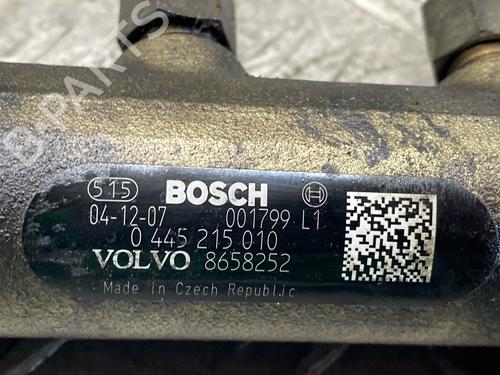 B-PARTS
515 BOSCH
04-12-07 001799 L1
0 445 215 010
VOLVO 8658252
Made in Czech Republic